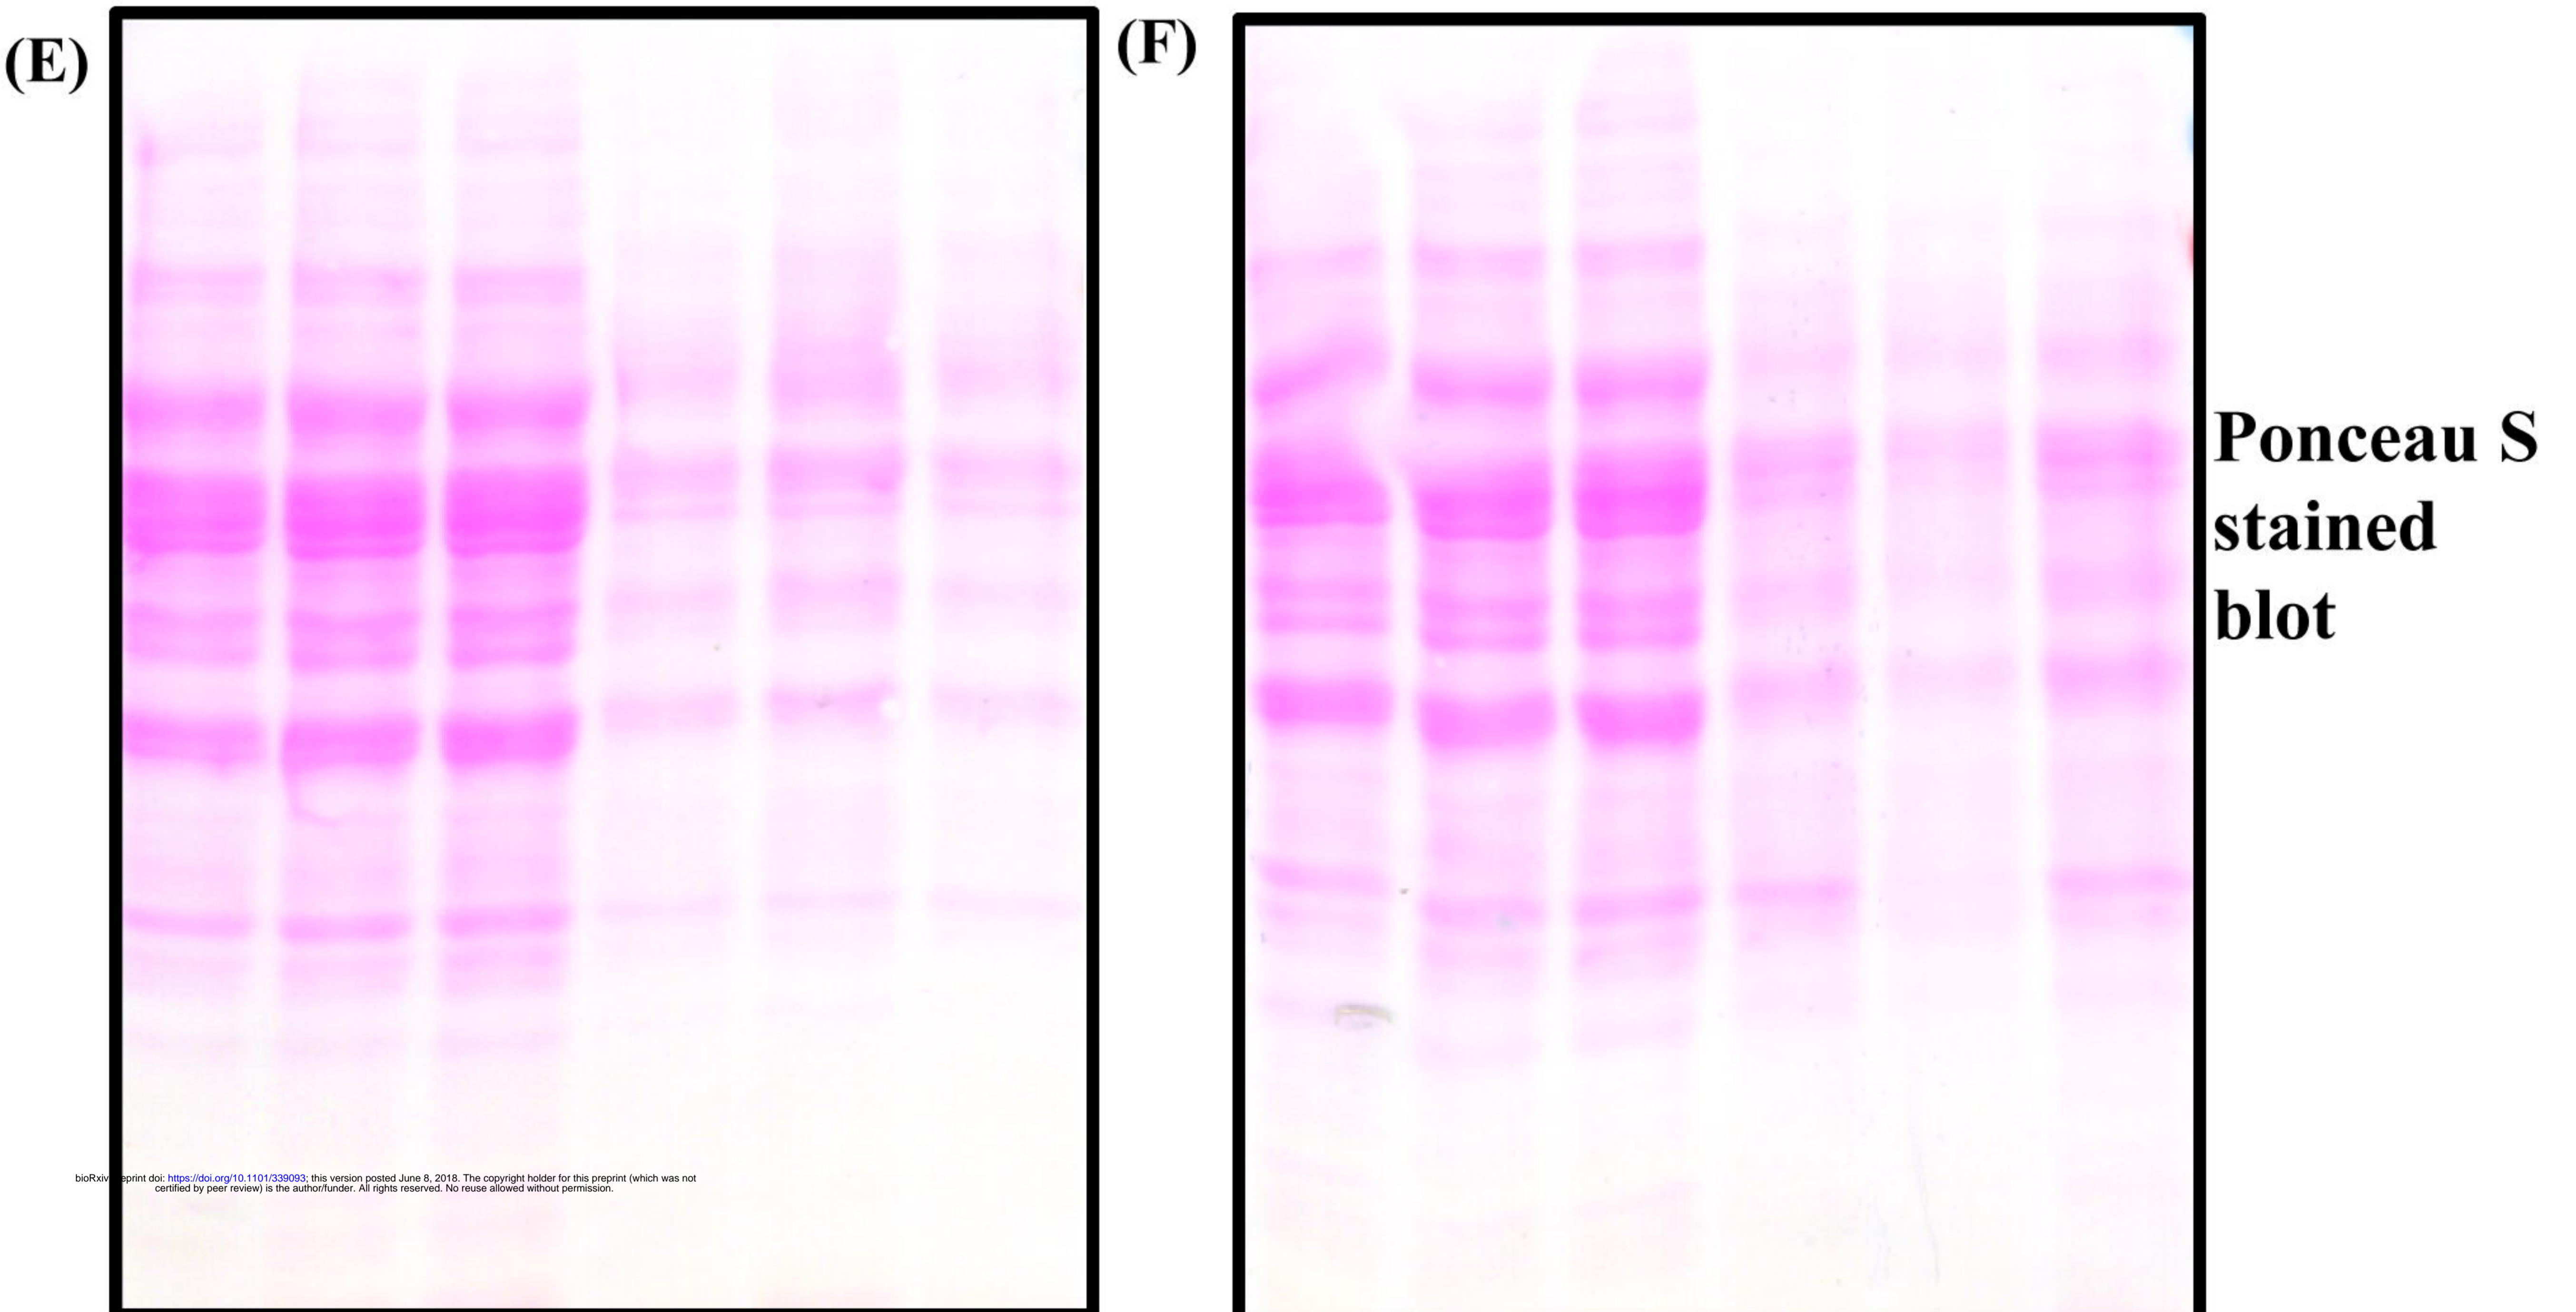 (E)
(F)
Ponceau S
stained
blot
bioRxiv eprint doi: https://doi.org/10.1101/339093; this version posted June 8, 2018. The copyright holder for this preprint (which was not
certified by peer review) is the author/funder. All rights reserved. No reuse allowed without permission.